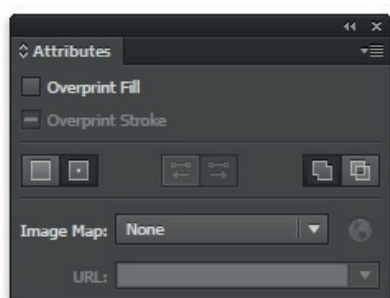 Attributes
Overprint Fill
Overprint Stroke
Image Map: None
URL: